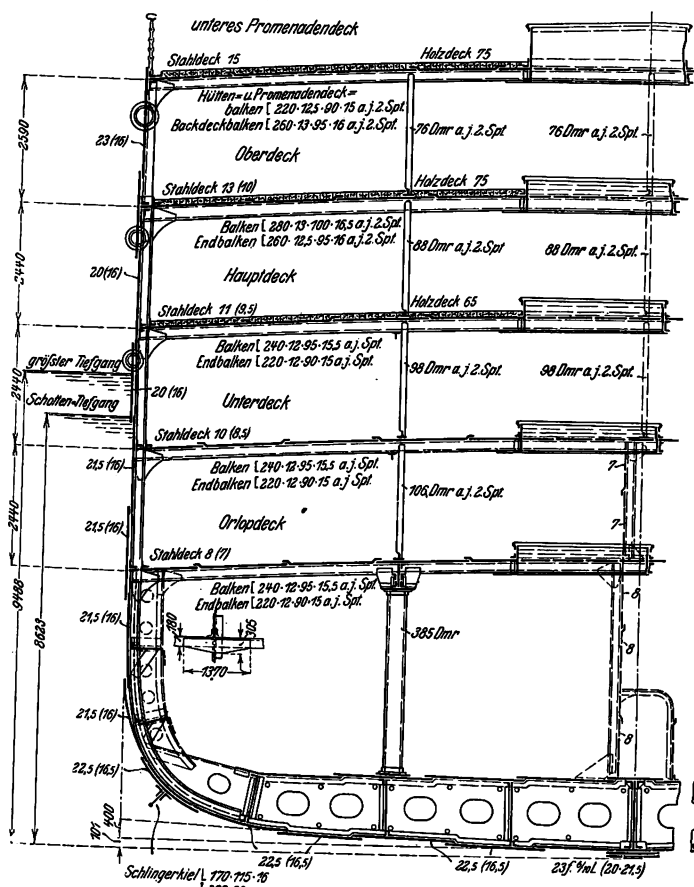 unteres Promenadendeck
Stahldeck 15
Holzdeck 75
Hütten= u. Promenadendeck=
balken [ 220·12,5·90·15 a.j.2.Spt.
Backdeckbalken [ 260·13·95·16 a.j.2.Spt.
76 Dmr a.j.2.Spt.
76 Dmr a.j.2.Spt.
2590
23 (16)
Oberdeck
Stahldeck 13 (10)
Holzdeck 75
Balken [ 280·13·100·16,5 a.j.2.Spt.
Endbalken [ 260·12,5·95·16 a.j.2.Spt.
88 Dmr a.j.2.Spt.
88 Dmr a.j.2.Spt.
2440
20 (16)
Hauptdeck
Stahldeck 11 (9,5)
Holzdeck 65
Balken [ 240·12·95·15,5 a.j.Spt.
Endbalken [ 220·12·90·15 a.j.Spt.
98 Dmr a.j.2.Spt.
98 Dmr a.j.2.Spt.
größter Tiefgang
2440
20 (16)
Schotten=Tiefgang
Unterdeck
Stahldeck 10 (8,5)
21,5 (16)
Balken [ 240·12·95·15,5 a.j.Spt.
Endbalken [ 220·12·90·15 a.j.Spt.
106 Dmr a.j.2.Spt.
7
7
2440
21,5 (16)
Orlopdeck
Stahldeck 8 (7)
Balken [ 240·12·95·15,5 a.j.Spt.
Endbalken [ 220·12·90·15 a.j.Spt.
8
9488
8623
21,5 (16)
180
305
1370
385 Dmr
8
21,5 (16)
8
22,5 (16,5)
101
400
Schlingerkiel [ 170·115·16
22,5 (16,5)
22,5 (16,5)